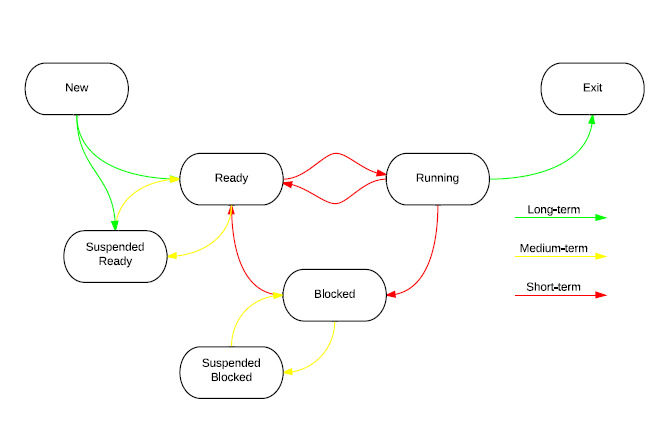 New
Exit
Ready
Running
Long-term
Suspended
Ready
Medium-term
Blocked
Short-term
Suspended
Blocked